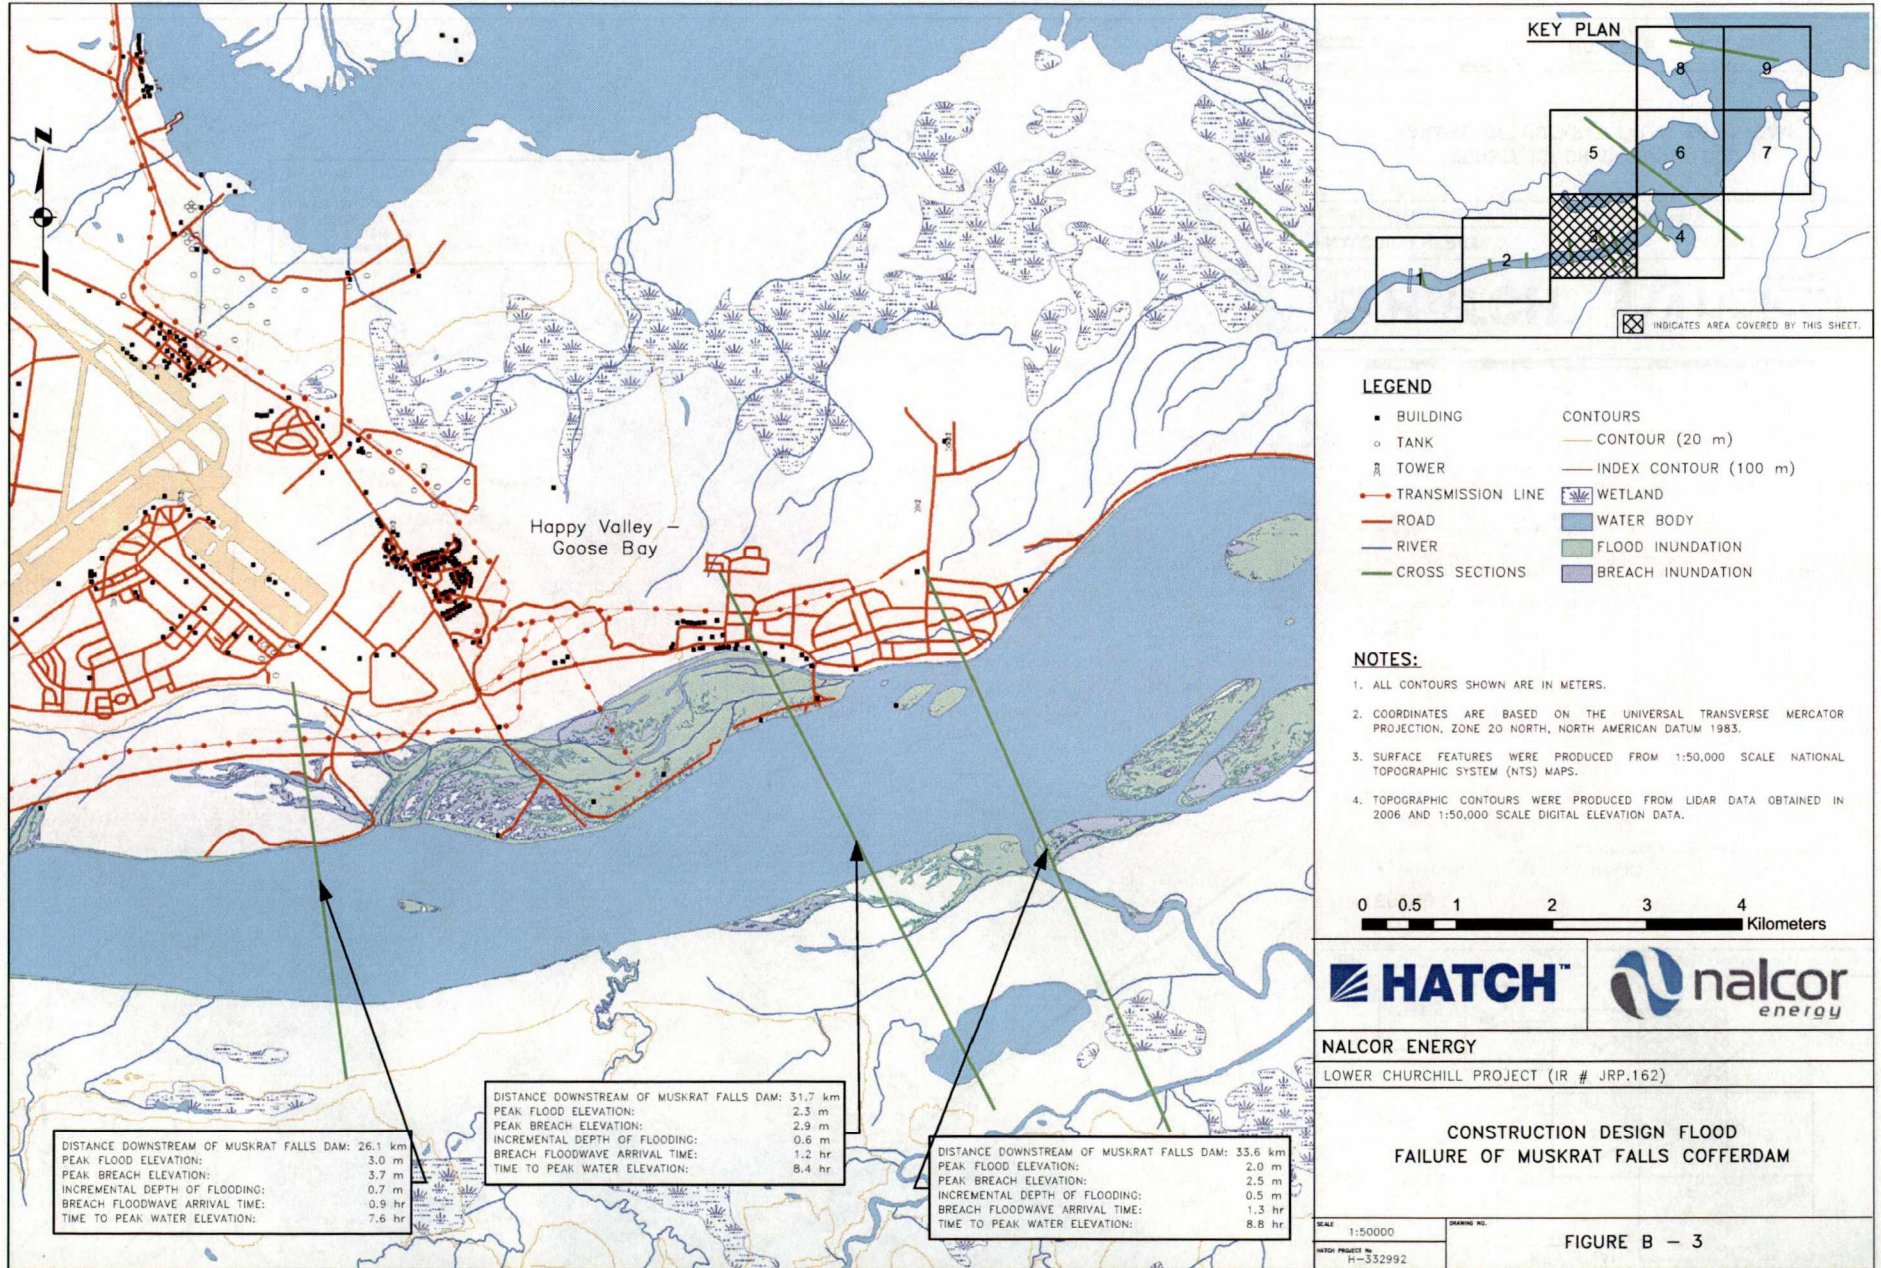 Z
Happy Valley –
Goose Bay
DISTANCE DOWNSTREAM OF MUSKRAT FALLS DAM: 26.1 km
PEAK FLOOD ELEVATION: 3.0 m
PEAK BREACH ELEVATION: 3.7 m
INCREMENTAL DEPTH OF FLOODING: 0.7 m
BREACH FLOODWAVE ARRIVAL TIME: 0.9 hr
TIME TO PEAK WATER ELEVATION: 7.6 hr
DISTANCE DOWNSTREAM OF MUSKRAT FALLS DAM: 31.7 km
PEAK FLOOD ELEVATION: 2.3 m
PEAK BREACH ELEVATION: 2.9 m
INCREMENTAL DEPTH OF FLOODING: 0.6 m
BREACH FLOODWAVE ARRIVAL TIME: 1.2 hr
TIME TO PEAK WATER ELEVATION: 8.4 hr
DISTANCE DOWNSTREAM OF MUSKRAT FALLS DAM: 33.6 km
PEAK FLOOD ELEVATION: 2.0 m
PEAK BREACH ELEVATION: 2.5 m
INCREMENTAL DEPTH OF FLOODING: 0.5 m
BREACH FLOODWAVE ARRIVAL TIME: 1.3 hr
TIME TO PEAK WATER ELEVATION: 8.8 hr
KEY PLAN
8 9
5 6 7
3 4
1 2
INDICATES AREA COVERED BY THIS SHEET.
LEGEND
BUILDING
TANK
TOWER
TRANSMISSION LINE
ROAD
RIVER
CROSS SECTIONS
CONTOURS
CONTOUR (20 m)
INDEX CONTOUR (100 m)
WETLAND
WATER BODY
FLOOD INUNDATION
BREACH INUNDATION
NOTES:
1. ALL CONTOURS SHOWN ARE IN METERS.
2. COORDINATES ARE BASED ON THE UNIVERSAL TRANSVERSE MERCATOR
PROJECTION, ZONE 20 NORTH, NORTH AMERICAN DATUM 1983.
3. SURFACE FEATURES WERE PRODUCED FROM 1:50,000 SCALE NATIONAL
TOPOGRAPHIC SYSTEM (NTS) MAPS.
4. TOPOGRAPHIC CONTOURS WERE PRODUCED FROM LIDAR DATA OBTAINED IN
2006 AND 1:50,000 SCALE DIGITAL ELEVATION DATA.
0 0.5 1 2 3 4
Kilometers
HATCH™
nalcor
energy
NALCOR ENERGY
LOWER CHURCHILL PROJECT (IR # JRP.162)
CONSTRUCTION DESIGN FLOOD
FAILURE OF MUSKRAT FALLS COFFERDAM
SCALE
1:50000
HATCH PROJECT No
H-332992
DRAWING NO.
FIGURE B – 3